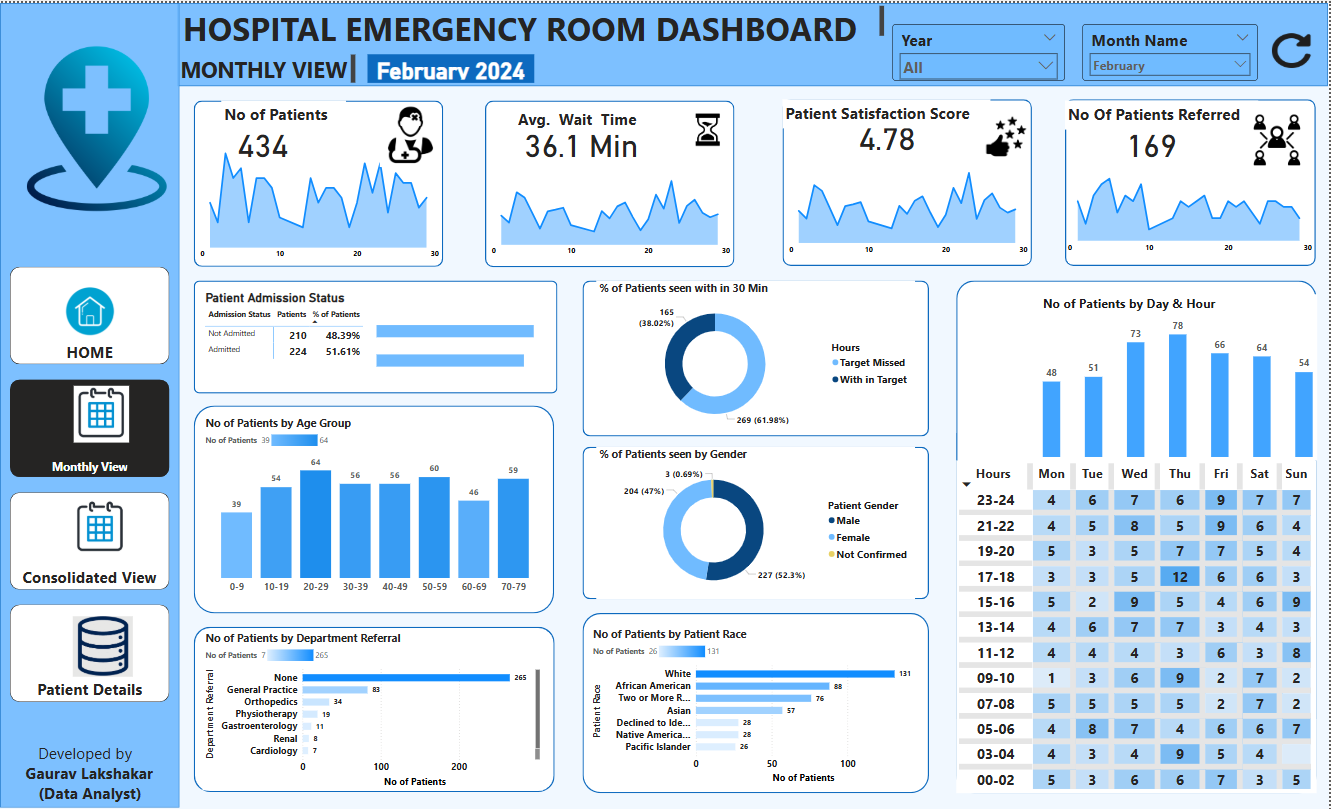 HOSPITAL EMERGENCY ROOM DASHBOARD
MONTHLY VIEW
February 2024
Year
All
Month Name
February
HOME
Monthly View
Consolidated View
Patient Details
Developed by
Gaurav Lakshakar
(Data Analyst)
No of Patients
434
0 10 20 30
Avg. Wait Time
36.1 Min
0 10 20 30
Patient Satisfaction Score
4.78
0 10 20 30
No Of Patients Referred
169
0 10 20 30
Patient Admission Status
Admission Status Patients % of Patients
Not Admitted 210 48.39%
Admitted 224 51.61%
No of Patients by Age Group
No of Patients 39 64
39 54 64 56 56 60 46 59
0-9 10-19 20-29 30-39 40-49 50-59 60-69 70-79
No of Patients by Department Referral
No of Patients 7 265
Department Referral
None 265
General Practice 83
Orthopedics 34
Physiotherapy 19
Gastroenterology 11
Renal 8
Cardiology 7
0 100 200
No of Patients
% of Patients seen with in 30 Min
165
(38.02%)
269 (61.98%)
Hours
Target Missed
With in Target
% of Patients seen by Gender
3 (0.69%)
204 (47%)
227 (52.3%)
Patient Gender
Male
Female
Not Confirmed
No of Patients by Patient Race
No of Patients 26 131
Patient Race
White 131
African American 88
Two or More R... 76
Asian 57
Declined to Ide... 28
Native America... 28
Pacific Islander 26
0 50 100
No of Patients
No of Patients by Day & Hour
48 51 73 78 66 64 54
Hours Mon Tue Wed Thu Fri Sat Sun
23-24 4 6 7 6 9 7 7
21-22 4 5 8 5 9 6 4
19-20 5 3 5 7 7 5 4
17-18 3 3 5 12 6 6 3
15-16 5 2 9 5 4 6 9
13-14 4 6 7 7 3 4 3
11-12 4 4 4 3 6 3 8
09-10 1 3 6 9 2 7 2
07-08 5 5 5 5 2 7 2
05-06 4 8 7 4 6 6 7
03-04 4 3 4 9 5 4
00-02 5 3 6 6 7 3 5